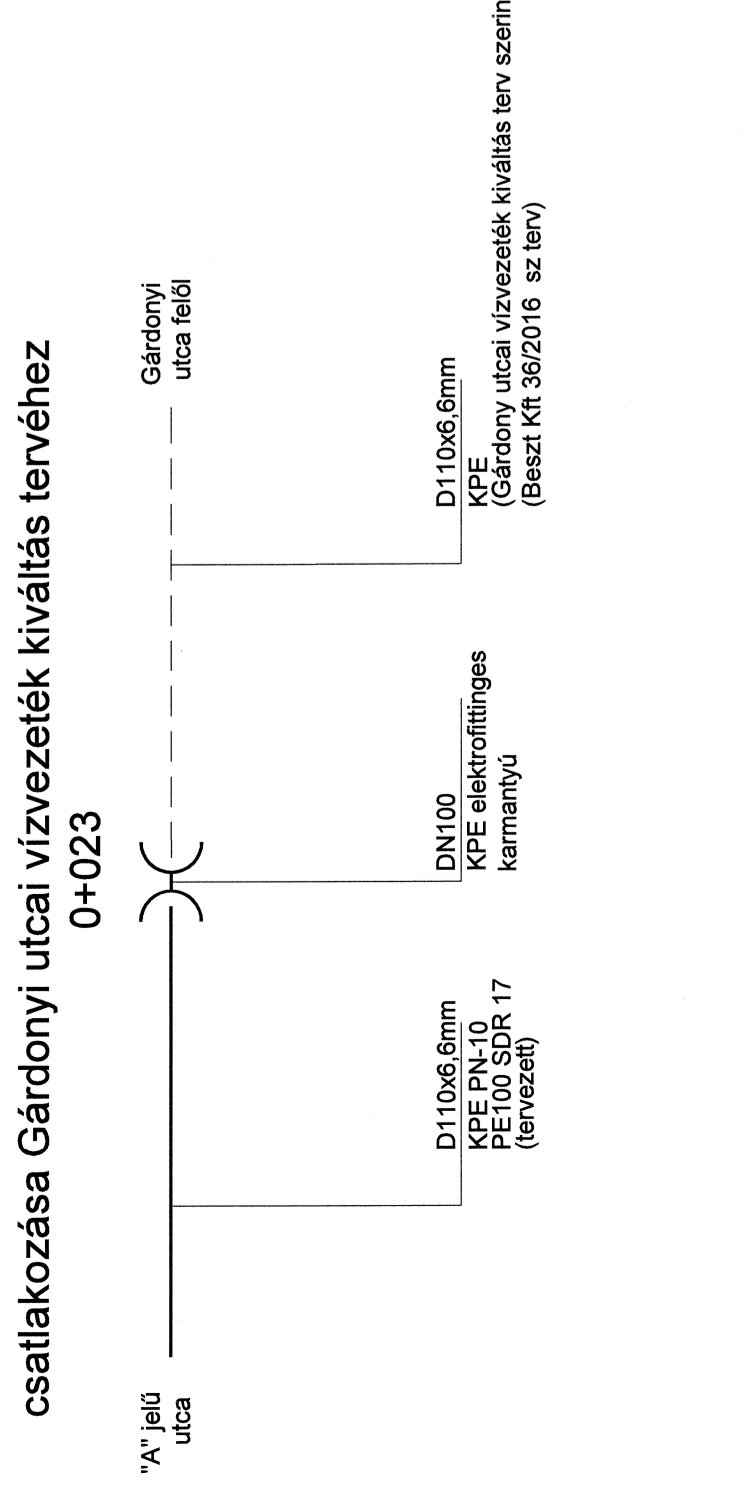 csatlakozása Gárdonyi utcai vízvezeték kiváltás tervéhez
0+023
"A" jelű
utca
Gárdonyi
utca felől
D110x6,6mm
KPE PN-10
PE100 SDR 17
(tervezett)
DN100
KPE elektrofittinges
karmantyú
D110x6,6mm
KPE
(Gárdony utcai vízvezeték kiváltás terv szerin
(Beszt Kft 36/2016 sz terv)